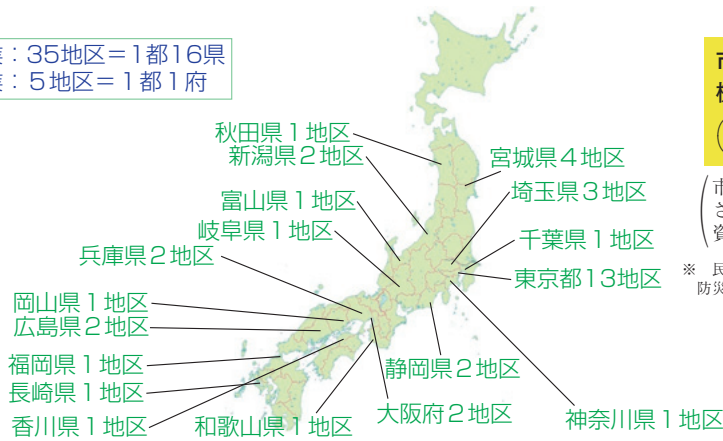 ：35地区＝1都16県
：5地区＝1都1府
秋田県1地区
新潟県2地区
富山県1地区
岐阜県1地区
兵庫県2地区
岡山県1地区
広島県2地区
福岡県1地区
長崎県1地区
香川県1地区
和歌山県1地区
大阪府2地区
静岡県2地区
神奈川県1地区
宮城県4地区
埼玉県3地区
千葉県1地区
東京都13地区
市
さ
資
※ 民
防災